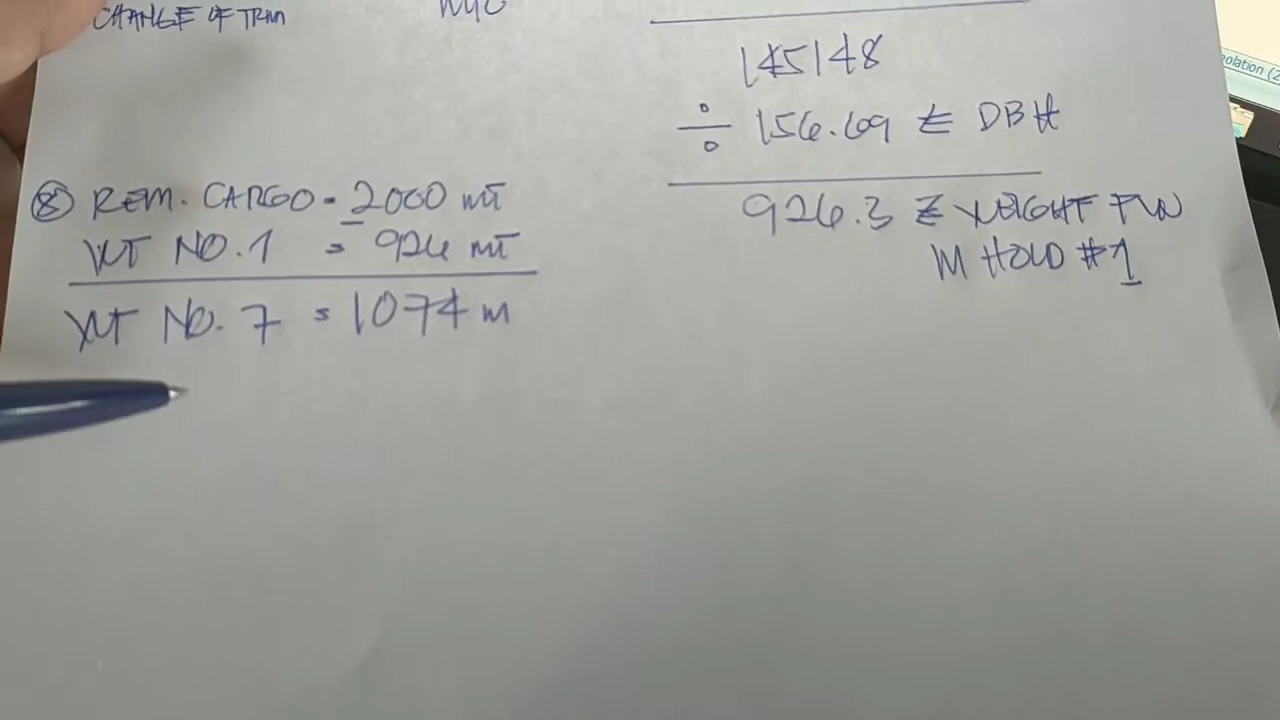 CHANGE OF TRIM
145148
÷ 156.69 ← DBH
926.3 ← WEIGHT FWD
IN HOLD #1
⑧ REM. CARGO = 2000 MT
WT NO.1 = 926 MT
WT NO. 7 = 1074 m